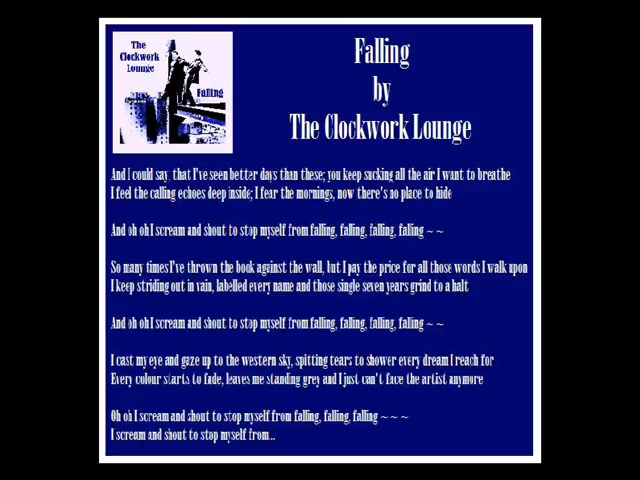 The
Clockwork
Lounge
Falling
Falling
by
The Clockwork Lounge
And I could say, that I've seen better days than these; you keep sucking all the air I want to breathe
I feel the calling echoes deep inside; I fear the mornings, now there's no place to hide
And oh oh I scream and shout to stop myself from falling, falling, falling, falling ~ ~
So many times I've thrown the book against the wall, but I pay the price for all those words I walk upon
I keep striding out in vain, labelled every name and those single seven years grind to a halt
And oh oh I scream and shout to stop myself from falling, falling, falling, falling ~ ~
I cast my eye and gaze up to the western sky, spitting tears to shower every dream I reach for
Every colour starts to fade, leaves me standing grey and I just can't face the artist anymore
Oh oh I scream and shout to stop myself from falling, falling, falling ~ ~ ~
I scream and shout to stop myself from...